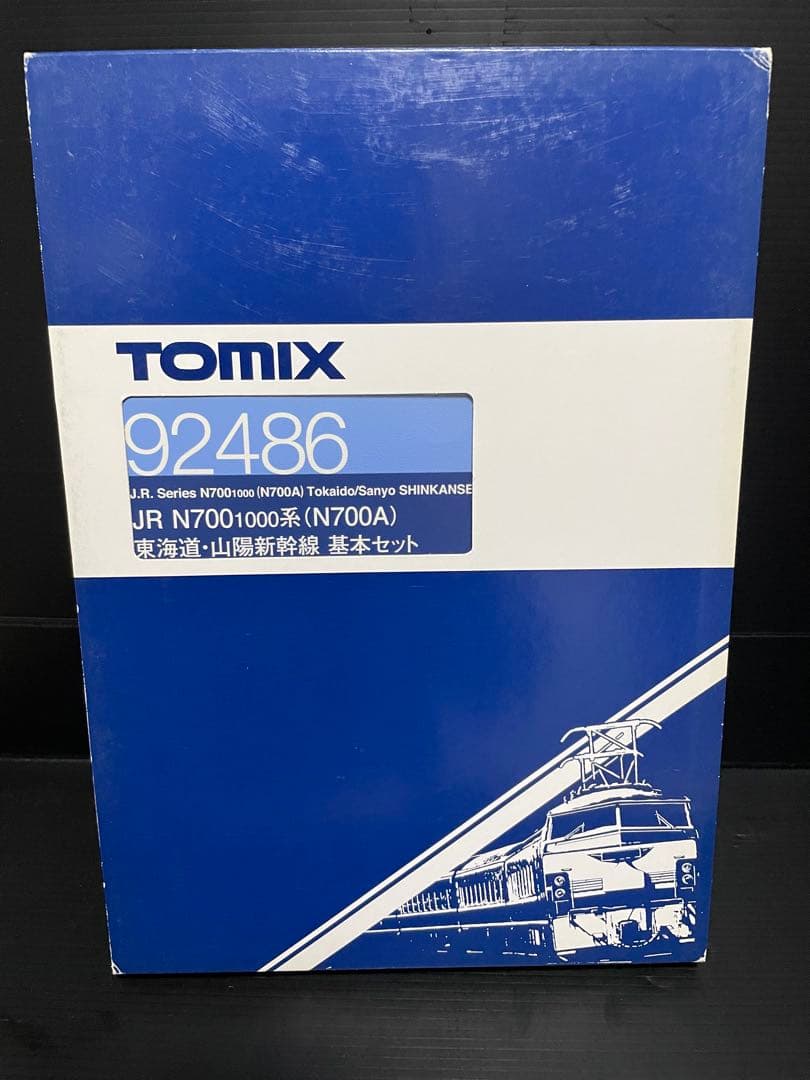 TOMIX
92486
J.R. Series N7001000 (N700A) Tokaido/Sanyo SHINKANSE
JR N7001000系(N700A)
東海道・山陽新幹線 基本セット